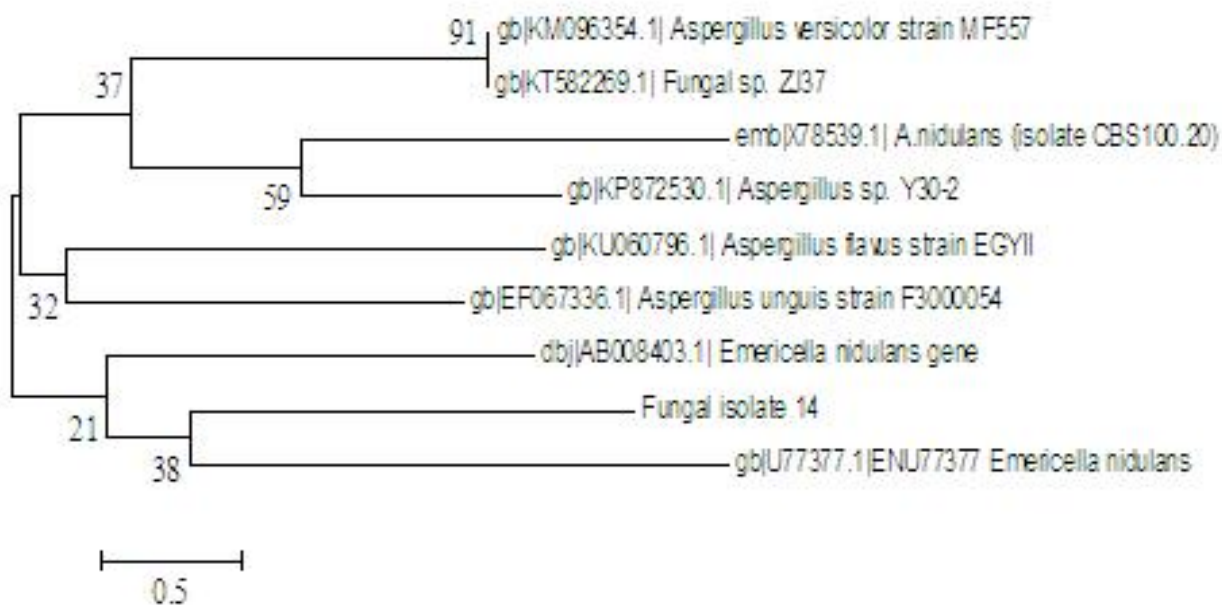 91 gb|KM096354.1| Aspergillus versicolor strain MF557
37 gb|KT582269.1| Fungal sp. ZJ37
emb|X78539.1| A.nidulans (isolate CBS100.20)
59 gb|KP872530.1| Aspergillus sp. Y30-2
gb|KU060796.1| Aspergillus flavus strain EGYII
32 gb|EF067336.1| Aspergillus unguis strain F3000054
dbj|AB008403.1| Emericella nidulans gene
21 Fungal isolate 14
38 gb|U77377.1|ENU77377 Emericella nidulans
0.5